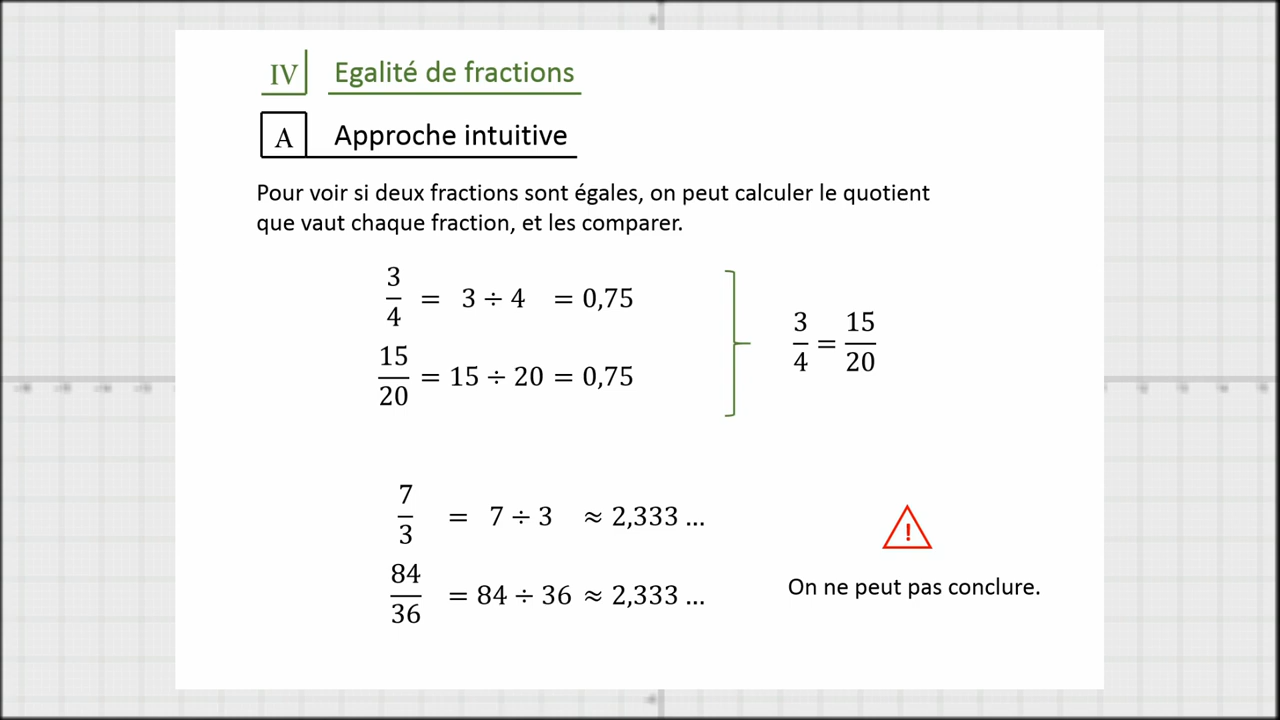 IV Egalité de fractions
A Approche intuitive
Pour voir si deux fractions sont égales, on peut calculer le quotient
que vaut chaque fraction, et les comparer.
3/4 = 3 ÷ 4 = 0,75
15/20 = 15 ÷ 20 = 0,75
3/4 = 15/20
7/3 = 7 ÷ 3 ≈ 2,333 ...
84/36 = 84 ÷ 36 ≈ 2,333 ...
!
On ne peut pas conclure.